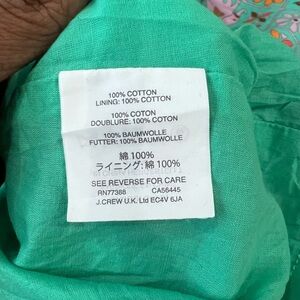 100% COTTON
LINING: 100% COTTON
100% COTON
DOUBLURE: 100% COTON
100% BAUMWOLLE
FUTTER: 100% BAUMWOLLE
綿 100%
ライニング: 綿 100%
SEE REVERSE FOR CARE
RN77388 CA56445
J.CREW U.K. Ltd EC4V 6JA